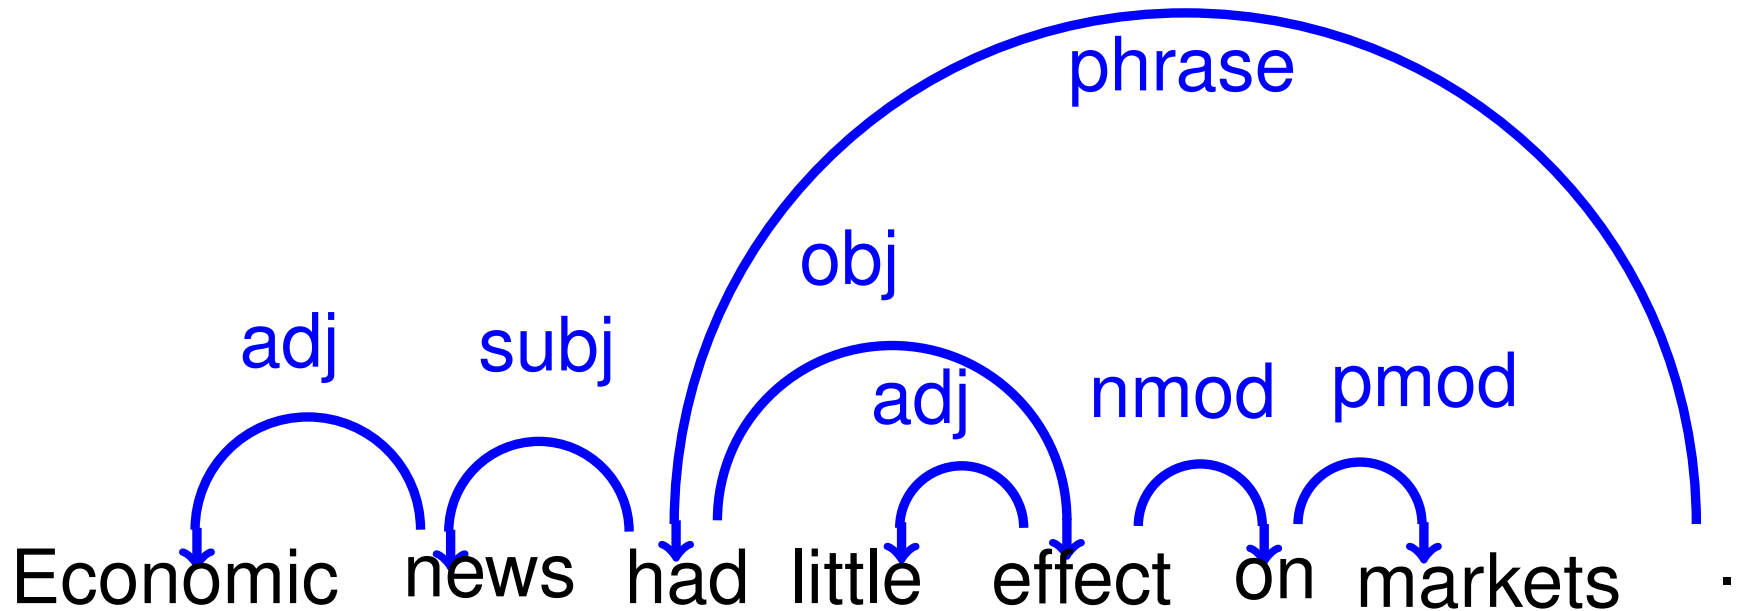 phrase
obj
adj subj
adj nmod pmod
Economic news had little effect on markets .